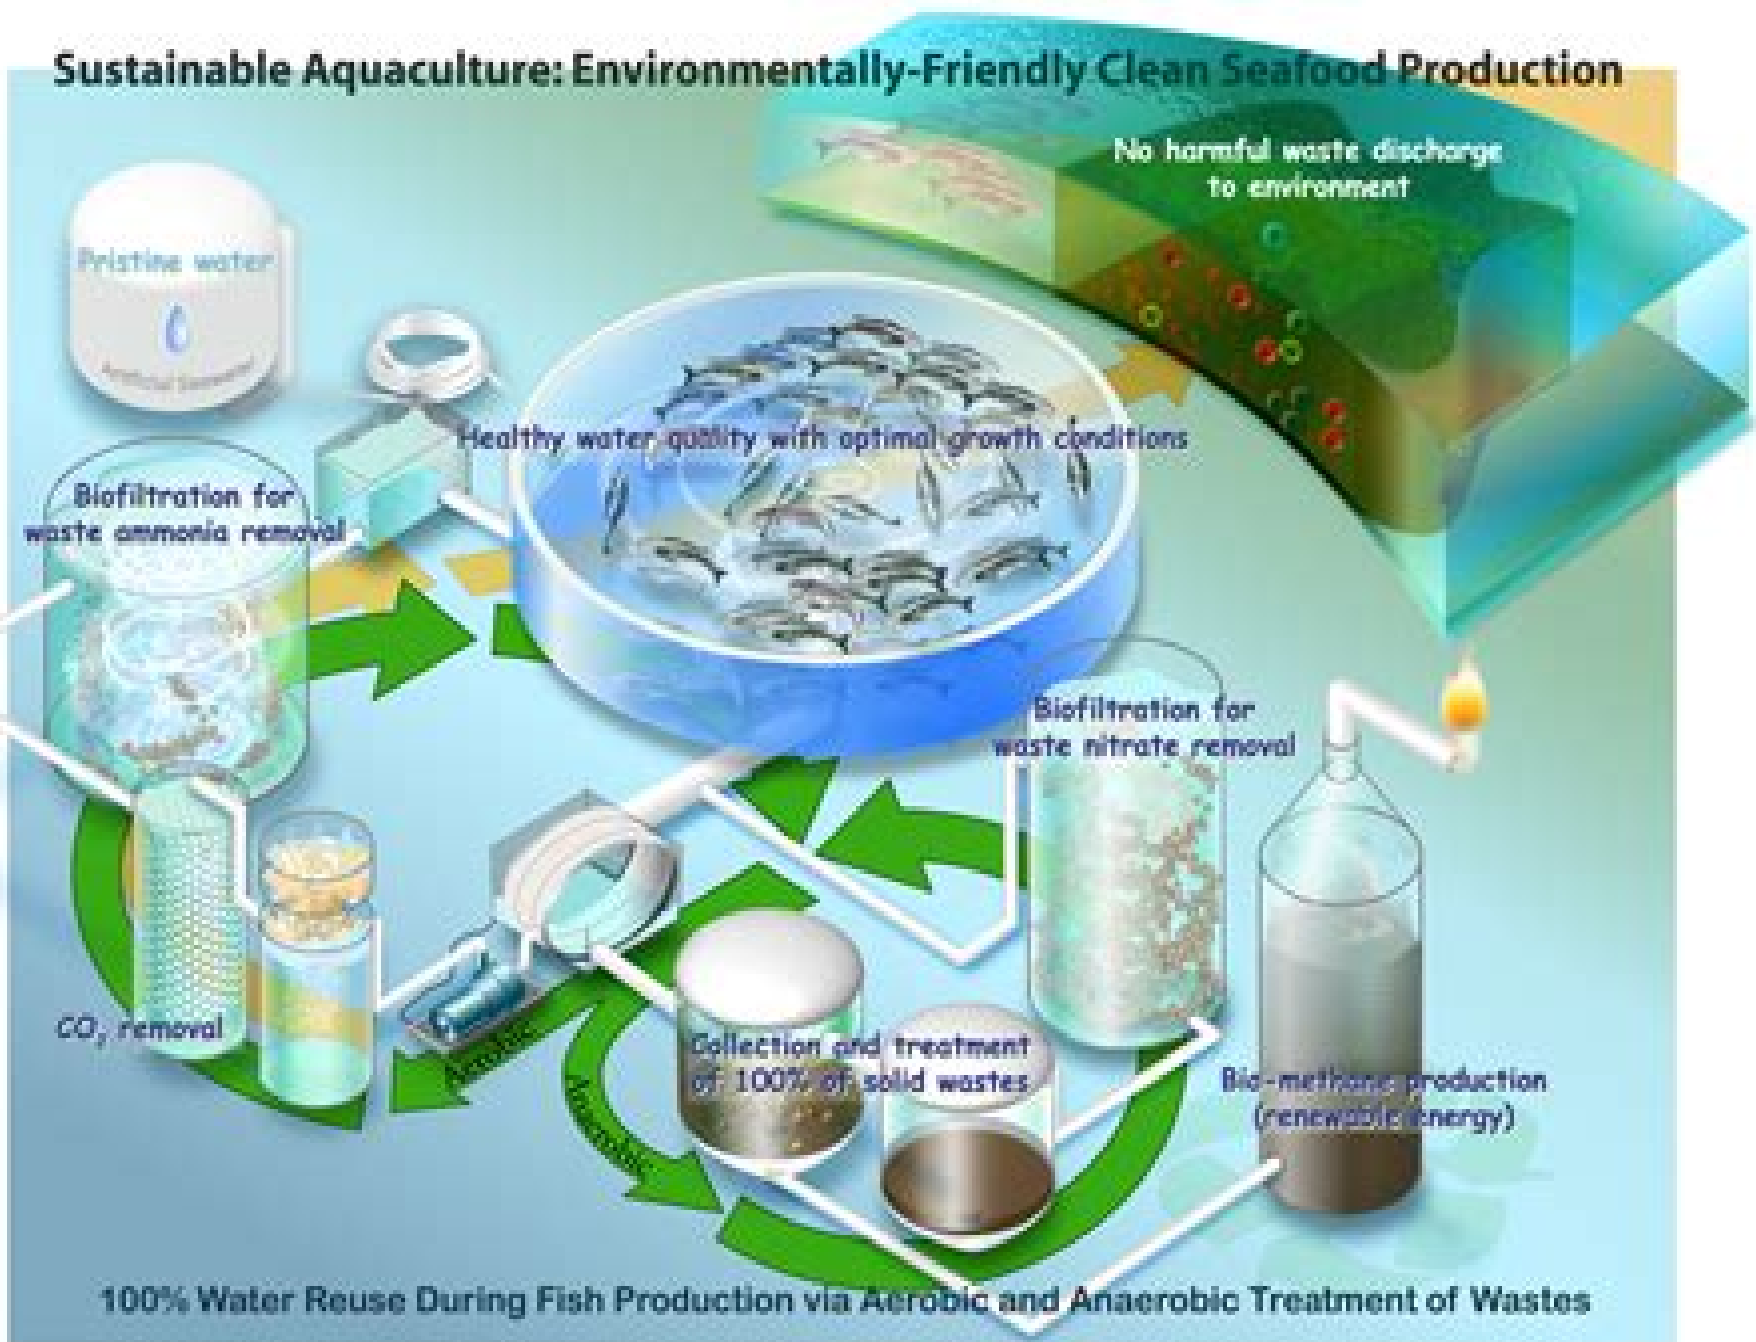 Sustainable Aquaculture: Environmentally-Friendly Clean Seafood Production
No harmful waste discharge
to environment
Pristine water
Artificial Seawater
Healthy water quality with optimal growth conditions
Biofiltration for
waste ammonia removal
Biofiltration for
waste nitrate removal
CO₂ removal
Aerobic
Anaerobic
Collection and treatment
of 100% of solid wastes
Bio-methane production
(renewable energy)
100% Water Reuse During Fish Production via Aerobic and Anaerobic Treatment of Wastes